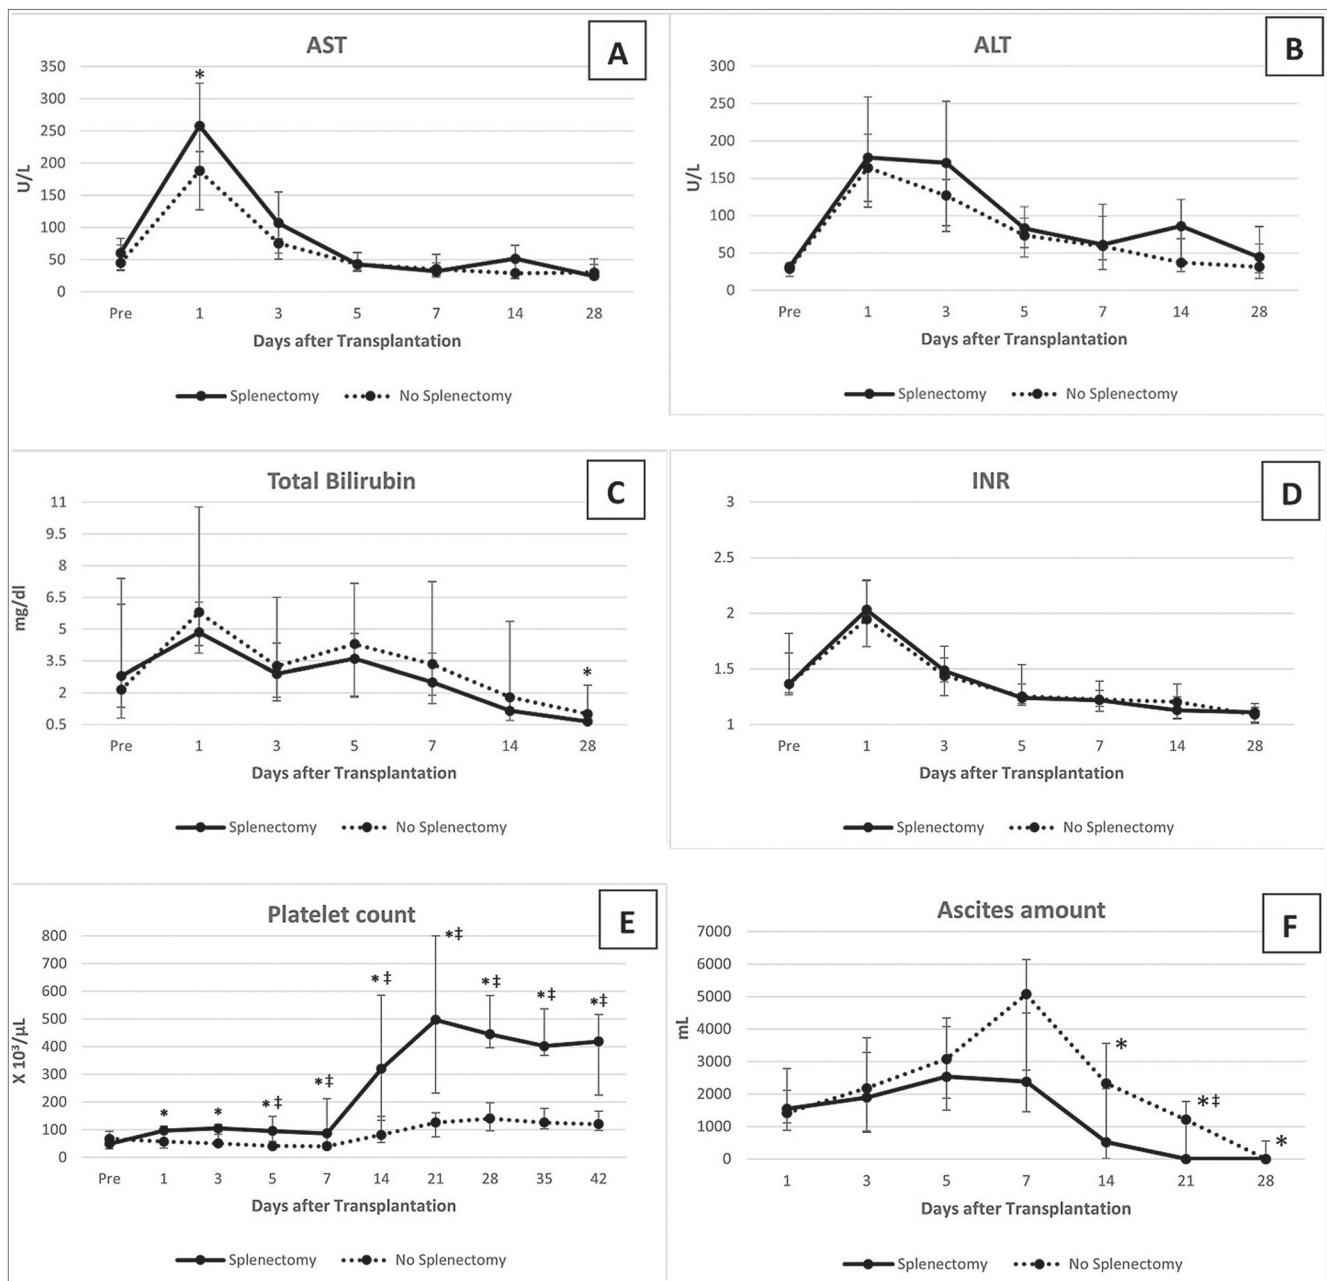 AST
A
350
300
250
200
150
100
50
0
U/L
*
Pre 1 3 5 7 14 28
Days after Transplantation
Splenectomy No Splenectomy
ALT
B
300
250
200
150
100
50
0
U/L
Pre 1 3 5 7 14 28
Days after Transplantation
Splenectomy No Splenectomy
Total Bilirubin
C
11
9.5
8
6.5
5
3.5
2
0.5
mg/dl
*
Pre 1 3 5 7 14 28
Days after Transplantation
Splenectomy No Splenectomy
INR
D
3
2.5
2
1.5
1
Pre 1 3 5 7 14 28
Days after Transplantation
Splenectomy No Splenectomy
Platelet count
E
800
700
600
500
400
300
200
100
0
X 10³/µL
* * *‡ *‡ *‡ *‡ *‡ *‡ *‡
Pre 1 3 5 7 14 21 28 35 42
Days after Transplantation
Splenectomy No Splenectomy
Ascites amount
F
7000
6000
5000
4000
3000
2000
1000
0
mL
* *‡ *
1 3 5 7 14 21 28
Days after Transplantation
Splenectomy No Splenectomy